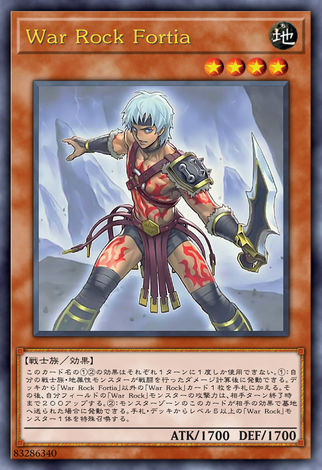 War Rock Fortia
地
【戦士族／効果】
このカード名の①②の効果はそれぞれ１ターンに１度しか使用できない。①：自
分の戦士族・地属性モンスターが戦闘を行ったダメージ計算後に発動できる。デ
ッキから「War Rock Fortia」以外の「War Rock」カード１枚を手札に加える。そ
の後、自分フィールドの「War Rock」モンスターの攻撃力は、相手ターン終了時
まで２００アップする。②：モンスターゾーンのこのカードが相手の効果で墓地
へ送られた場合に発動できる。手札・デッキからレベル５以上の「War Rock」モ
ンスター１体を特殊召喚する。
ATK/1700 DEF/1700
83286340